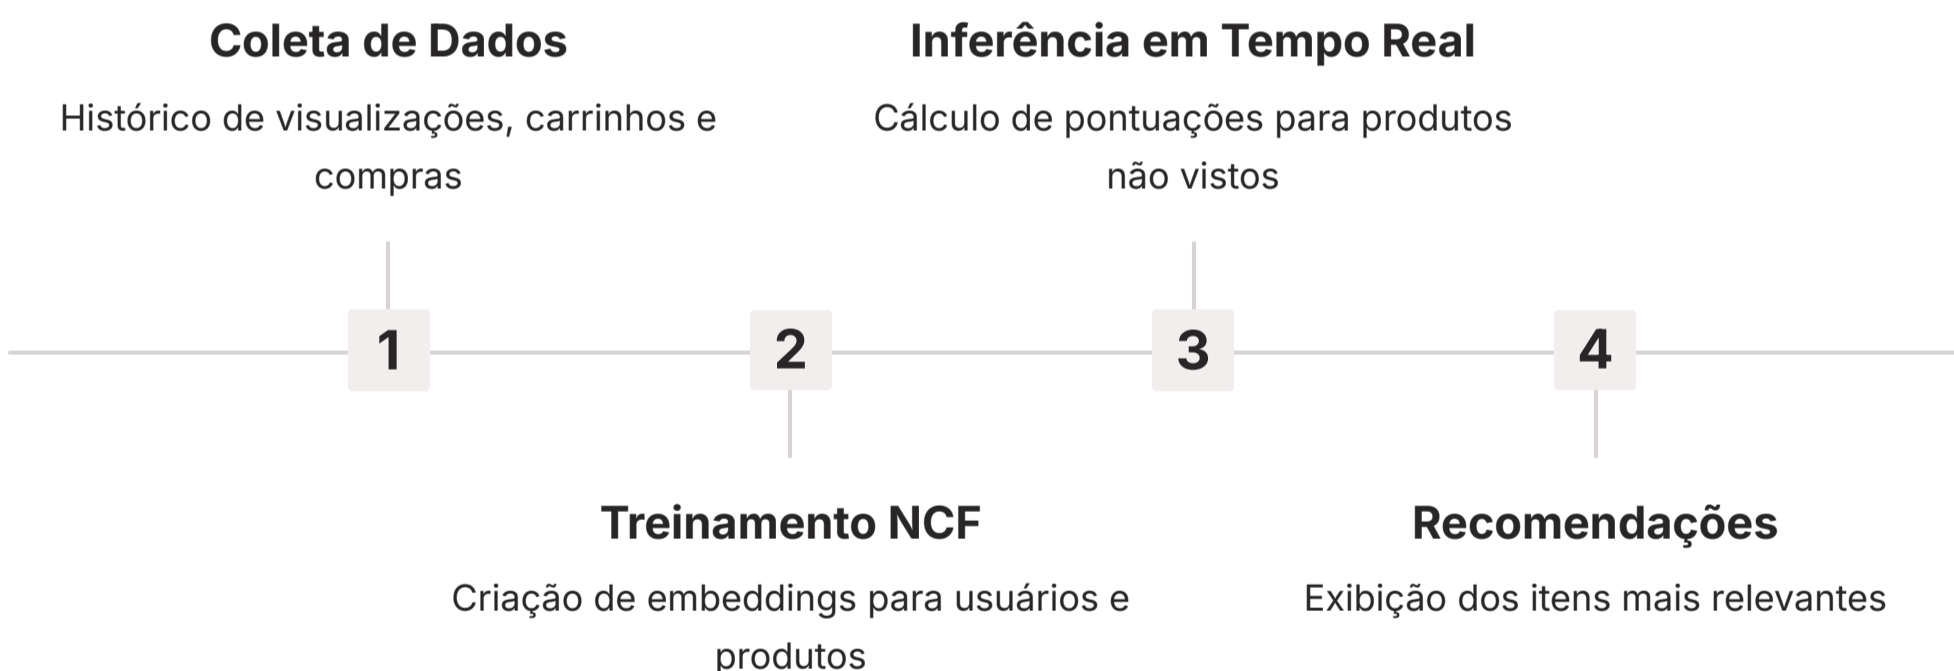 Coleta de Dados
Histórico de visualizações, carrinhos e
compras
1
Treinamento NCF
Criação de embeddings para usuários e
produtos
2
Inferência em Tempo Real
Cálculo de pontuações para produtos
não vistos
3
Recomendações
Exibição dos itens mais relevantes
4